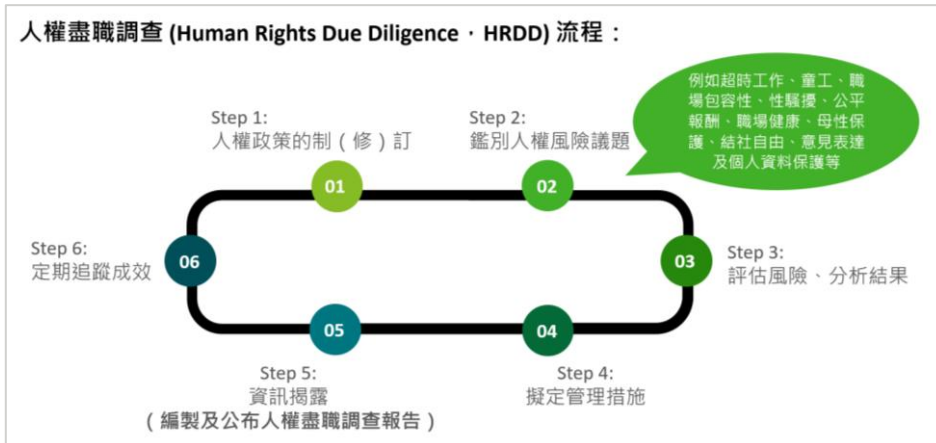 人權盡職調查 (Human Rights Due Diligence，HRDD) 流程：
例如超時工作、童工、職
場包容性、性騷擾、公平
報酬、職場健康、母性保
護、結社自由、意見表達
及個人資料保護等
Step 1:
人權政策的制（修）訂
Step 2:
鑑別人權風險議題
01
02
Step 6:
定期追蹤成效
06
03
Step 3:
評估風險、分析結果
05
04
Step 5:
資訊揭露
（編製及公布人權盡職調查報告）
Step 4:
擬定管理措施